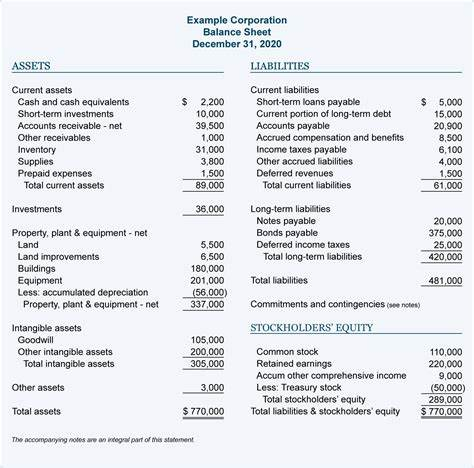 Example Corporation
Balance Sheet
December 31, 2020
ASSETS
Current assets
Cash and cash equivalents $ 2,200
Short-term investments 10,000
Accounts receivable - net 39,500
Other receivables 1,000
Inventory 31,000
Supplies 3,800
Prepaid expenses 1,500
Total current assets 89,000
Investments 36,000
Property, plant & equipment - net
Land 5,500
Land improvements 6,500
Buildings 180,000
Equipment 201,000
Less: accumulated depreciation (56,000)
Property, plant & equipment - net 337,000
Intangible assets
Goodwill 105,000
Other intangible assets 200,000
Total intangible assets 305,000
Other assets 3,000
Total assets $ 770,000
LIABILITIES
Current liabilities
Short-term loans payable $ 5,000
Current portion of long-term debt 15,000
Accounts payable 20,900
Accrued compensation and benefits 8,500
Income taxes payable 6,100
Other accrued liabilities 4,000
Deferred revenues 1,500
Total current liabilities 61,000
Long-term liabilities
Notes payable 20,000
Bonds payable 375,000
Deferred income taxes 25,000
Total long-term liabilities 420,000
Total liabilities 481,000
Commitments and contingencies (see notes)
STOCKHOLDERS' EQUITY
Common stock 110,000
Retained earnings 220,000
Accum other comprehensive income 9,000
Less: Treasury stock (50,000)
Total stockholders' equity 289,000
Total liabilities & stockholders' equity $ 770,000
The accompanying notes are an integral part of this statement.